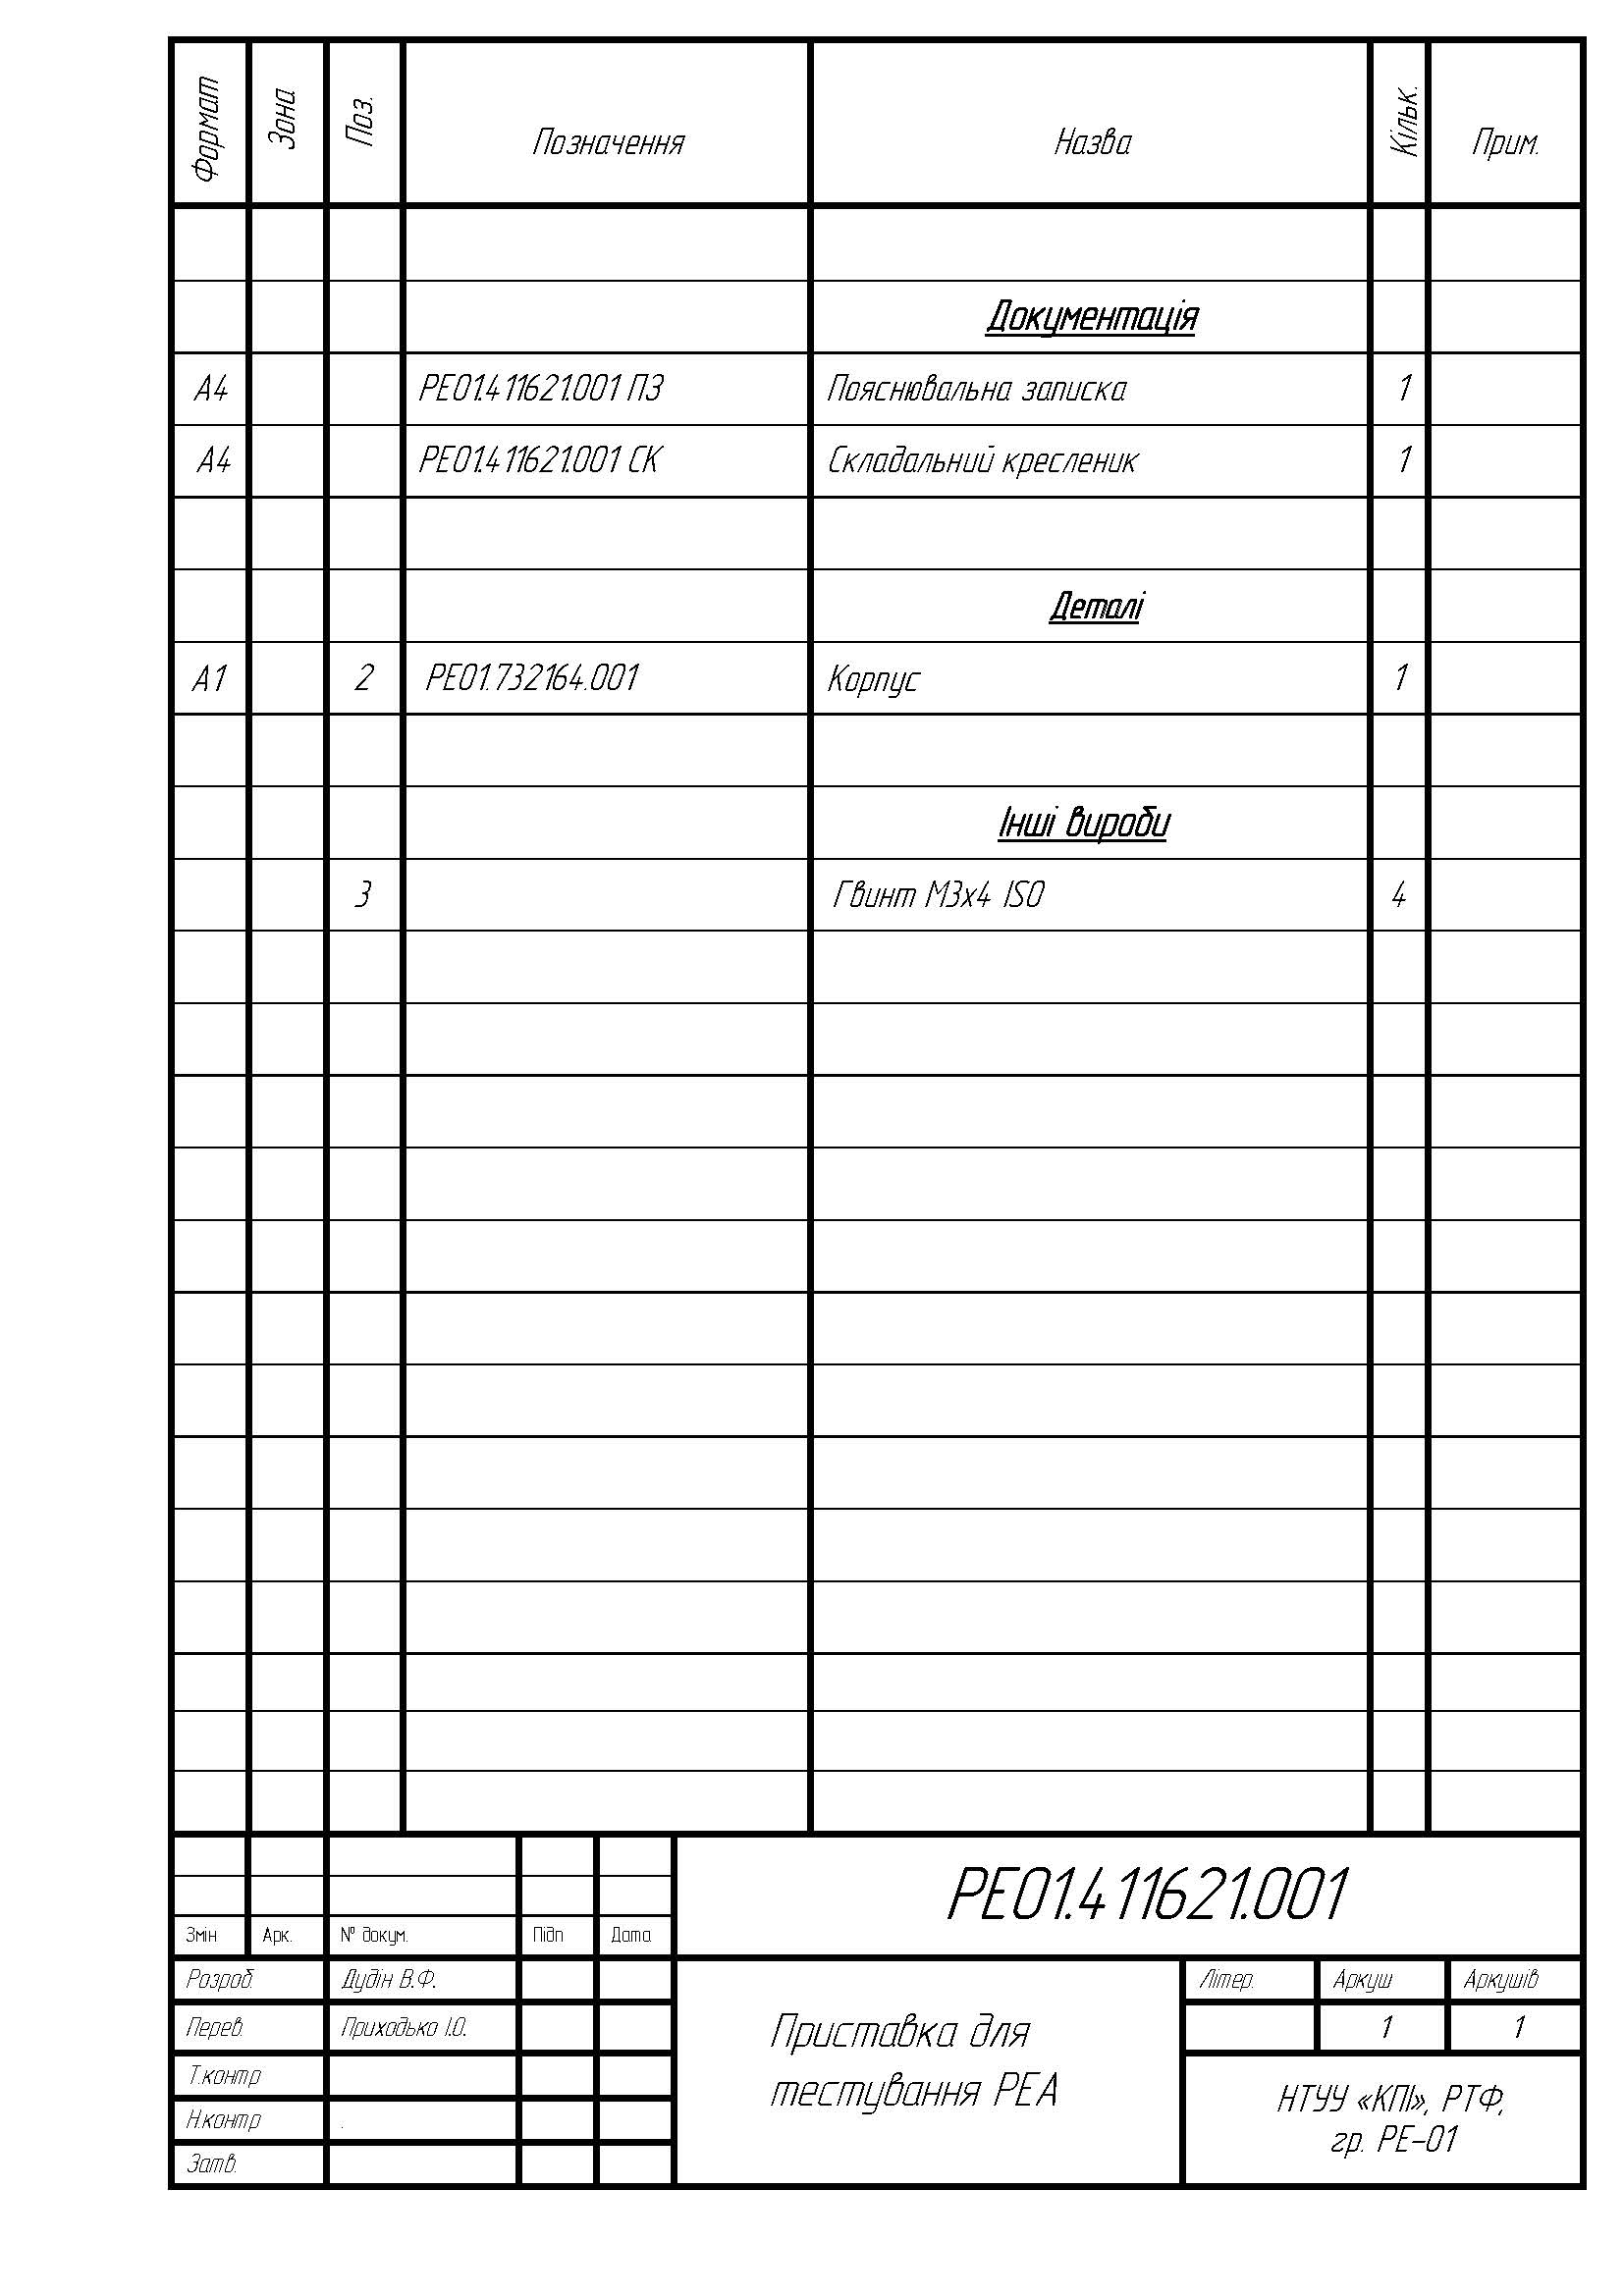 Формат Зона Поз. Позначення Назва Кільк. Прим.
Документація
А4 РЕ01.411621.001 ПЗ Пояснювальна записка 1
А4 РЕ01.411621.001 СК Складальний кресленик 1
Деталі
А1 2 РЕ01.732164.001 Корпус 1
Інші вироби
3 Гвинт М3х4 ISO 4
РЕ01.411621.001
Змін Арк. № докум. Підп Дата
Розроб. Дудін В.Ф.
Перев. Приходько І.О.
Т.контр
Н.контр .
Затв.
Приставка для
тестування РЕА
Літер. Аркуш Аркушів
1 1
НТУУ «КПІ», РТФ,
гр. РЕ-01